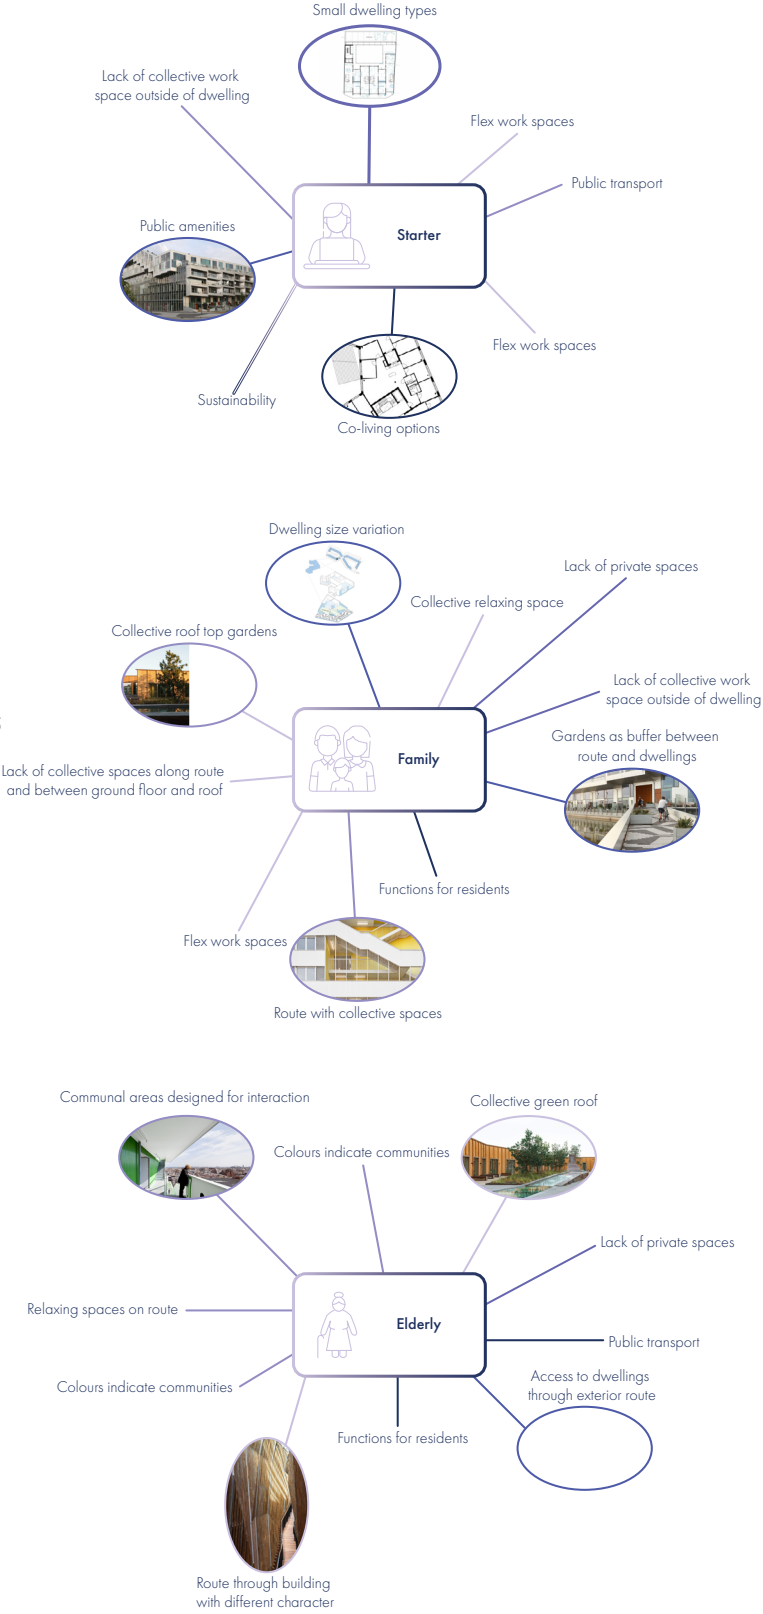 Small dwelling types
Lack of collective work
space outside of dwelling
Flex work spaces
Public transport
Public amenities
Starter
Flex work spaces
Sustainability
Co-living options
Dwelling size variation
Lack of private spaces
Collective relaxing space
Collective roof top gardens
Lack of collective work
space outside of dwelling
Gardens as buffer between
route and dwellings
Family
Lack of collective spaces along route
and between ground floor and roof
Functions for residents
Flex work spaces
Route with collective spaces
Communal areas designed for interaction
Collective green roof
Colours indicate communities
Lack of private spaces
Relaxing spaces on route
Elderly
Public transport
Access to dwellings
through exterior route
Colours indicate communities
Functions for residents
Route through building
with different character